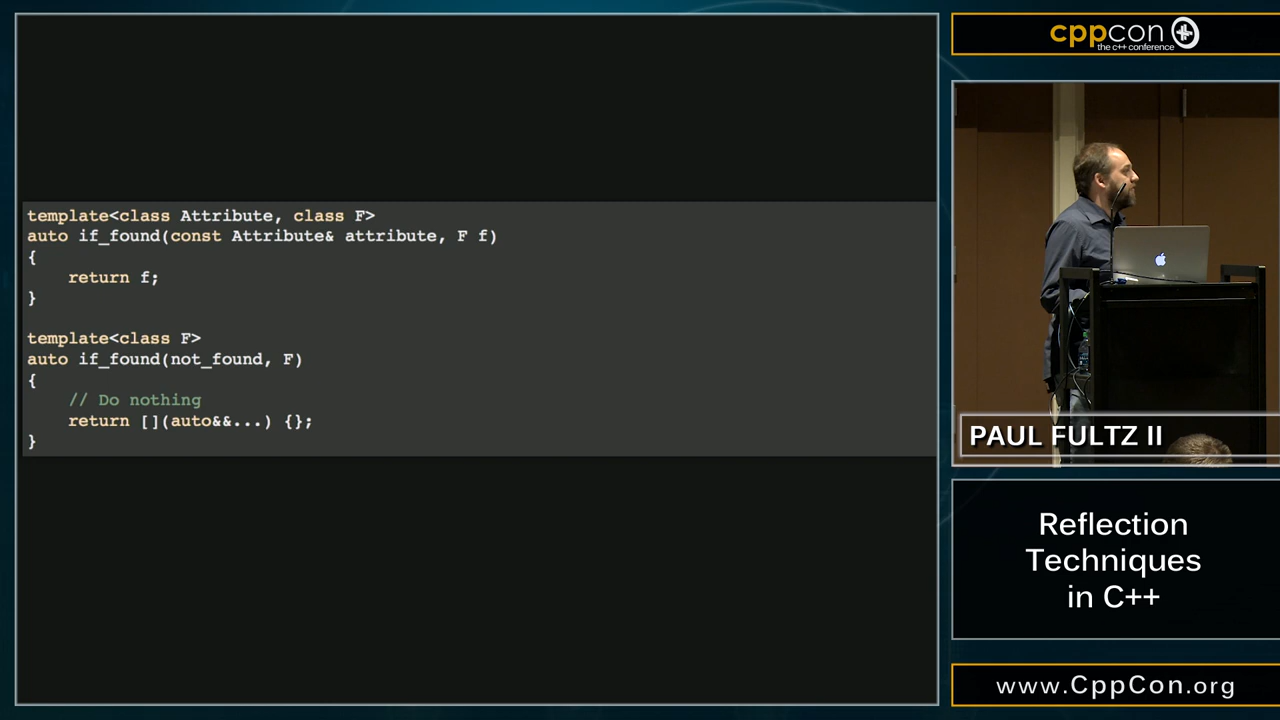 template<class Attribute, class F>
auto if_found(const Attribute& attribute, F f)
{
    return f;
}
template<class F>
auto if_found(not_found, F)
{
    // Do nothing
    return [](auto&&...) {};
}
cppcon
the c++ conference
PAUL FULTZ II
Reflection
Techniques
in C++
www.CppCon.org